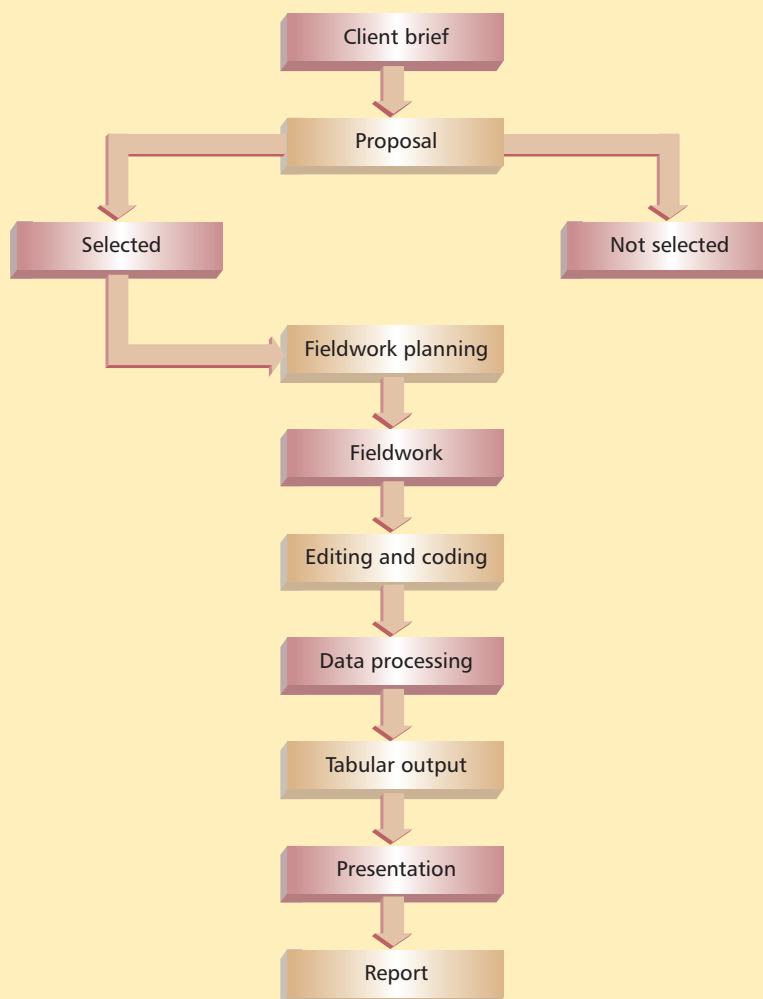 Client brief
Proposal
Selected
Not selected
Fieldwork planning
Fieldwork
Editing and coding
Data processing
Tabular output
Presentation
Report